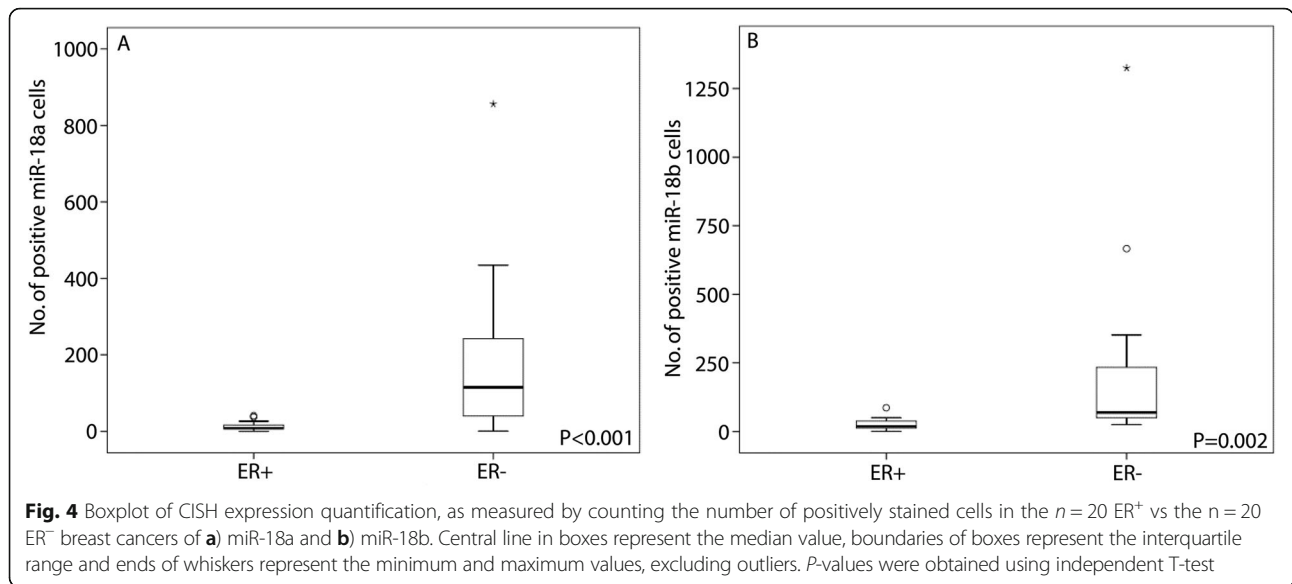 A
No. of positive miR-18a cells
1000
800
600
400
200
0
ER+
ER-
P<0.001
B
No. of positive miR-18b cells
1250
1000
750
500
250
0
ER+
ER-
P=0.002
Fig. 4 Boxplot of CISH expression quantification, as measured by counting the number of positively stained cells in the n = 20 ER⁺ vs the n = 20
ER⁻ breast cancers of a) miR-18a and b) miR-18b. Central line in boxes represent the median value, boundaries of boxes represent the interquartile
range and ends of whiskers represent the minimum and maximum values, excluding outliers. P-values were obtained using independent T-test